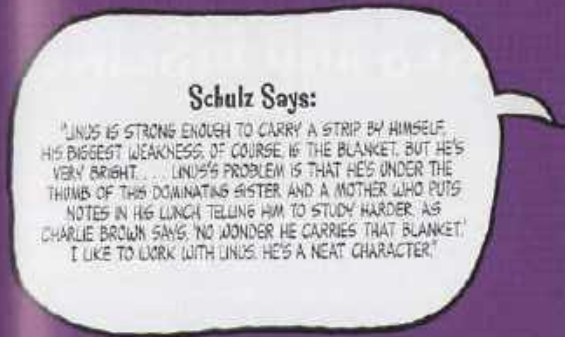 Schulz Says:
"LINUS IS STRONG ENOUGH TO CARRY A STRIP BY HIMSELF.
HIS BIGGEST WEAKNESS, OF COURSE, IS THE BLANKET. BUT HE'S
VERY BRIGHT. . . . LINUS'S PROBLEM IS THAT HE'S UNDER THE
THUMB OF THIS DOMINATING SISTER AND A MOTHER WHO PUTS
NOTES IN HIS LUNCH TELLING HIM TO STUDY HARDER. AS
CHARLIE BROWN SAYS, 'NO WONDER HE CARRIES THAT BLANKET.'
I LIKE TO WORK WITH LINUS. HE'S A NEAT CHARACTER."